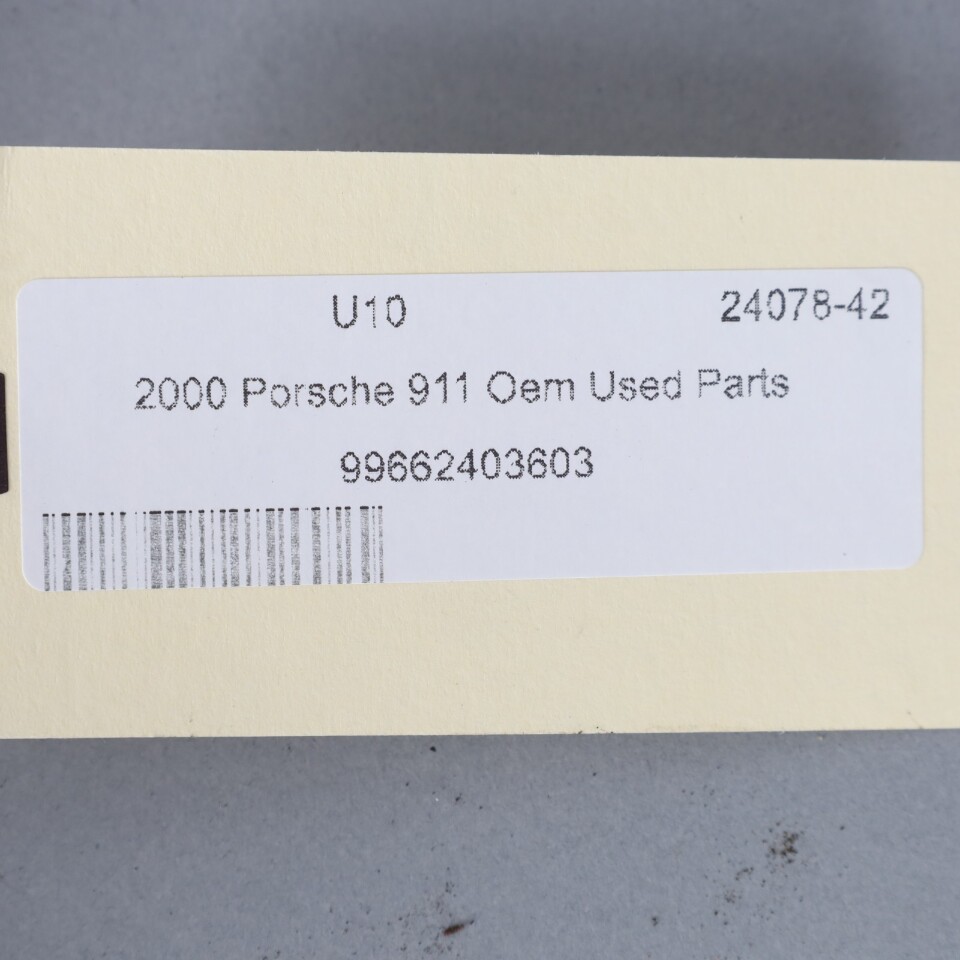 U10 24078-42
2000 Porsche 911 Oem Used Parts
99662403603